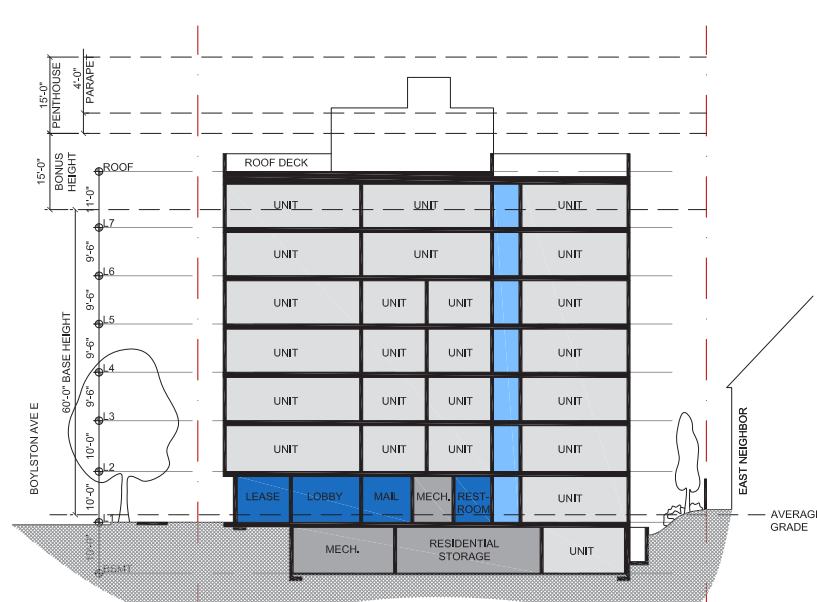 15'-0"
PENTHOUSE
4'-0"
PARAPET
15'-0"
BONUS
HEIGHT
ROOF
ROOF DECK
11'-0"
UNIT UNIT UNIT
L7
9'-6"
UNIT UNIT UNIT
L6
9'-6"
UNIT UNIT UNIT UNIT
L5
9'-6"
UNIT UNIT UNIT UNIT
L4
9'-6"
UNIT UNIT UNIT UNIT
L3
10'-0"
UNIT UNIT UNIT UNIT
L2
10'-0"
LEASE LOBBY MAIL MECH. REST-
ROOM
UNIT
L1
10'-0"
MECH. RESIDENTIAL
STORAGE
UNIT
BSMT
60'-0" BASE HEIGHT
BOYLSTON AVE E
EAST NEIGHBOR
AVERAGE
GRADE